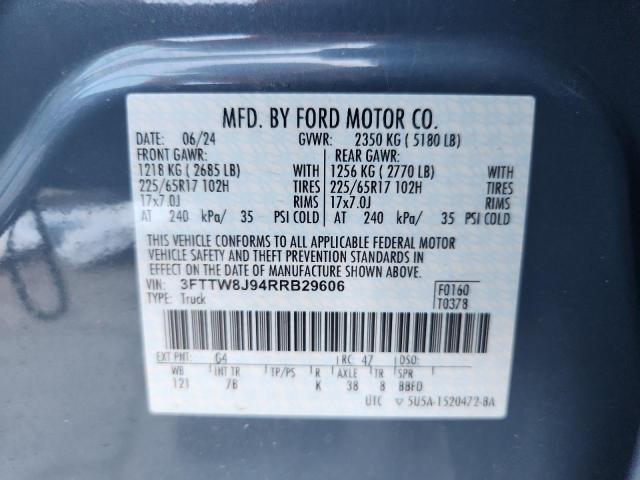 MFD. BY FORD MOTOR CO.
DATE: 06/24 GVWR: 2350 KG ( 5180 LB)
FRONT GAWR: REAR GAWR:
1218 KG ( 2685 LB) WITH 1256 KG ( 2770 LB) WITH
225/65R17 102H TIRES 225/65R17 102H TIRES
17x7.0J RIMS 17x7.0J RIMS
AT 240 kPa/ 35 PSI COLD AT 240 kPa/ 35 PSI COLD
THIS VEHICLE CONFORMS TO ALL APPLICABLE FEDERAL MOTOR
VEHICLE SAFETY AND THEFT PREVENTION STANDARDS IN
EFFECT ON THE DATE OF MANUFACTURE SHOWN ABOVE.
VIN: 3FTTW8J94RRB29606 F0160
TYPE: Truck T0378
EXT PNT: G4 RC: 47 DSO:
WB INT TR TP/PS R AXLE TR SPR
121 7B K 38 8 BBFD
UTC ▽ 5U5A-1520472-BA